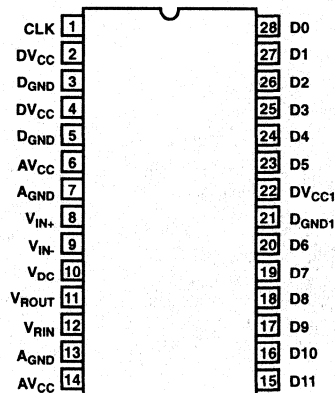 CLK 1 28 D0
DVCC 2 27 D1
DGND 3 26 D2
DVCC 4 25 D3
DGND 5 24 D4
AVCC 6 23 D5
AGND 7 22 DVCC1
VIN+ 8 21 DGND1
VIN- 9 20 D6
VDC 10 19 D7
VROUT 11 18 D8
VRIN 12 17 D9
AGND 13 16 D10
AVCC 14 15 D11